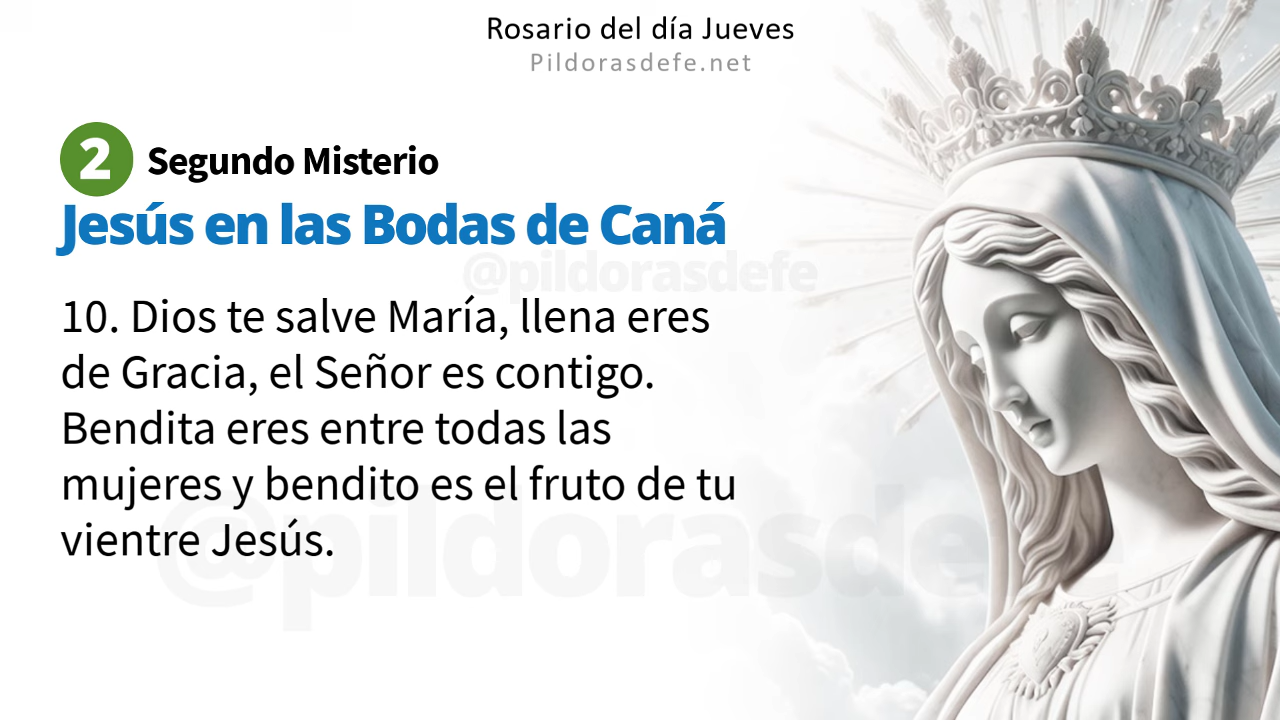 Rosario del día Jueves
Pildorasdefe.net
2 Segundo Misterio
Jesús en las Bodas de Caná
@pildorasdefe
10. Dios te salve María, llena eres
de Gracia, el Señor es contigo.
Bendita eres entre todas las
mujeres y bendito es el fruto de tu
vientre Jesús.
@pildorasdefe